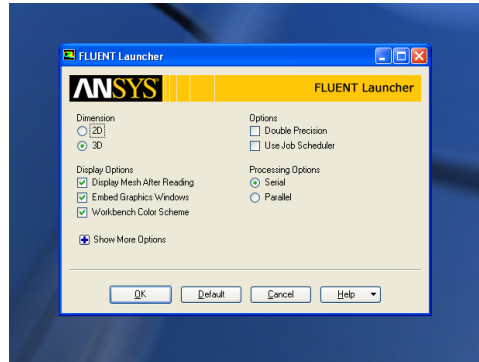 FLUENT Launcher
ANSYS
FLUENT Launcher
Dimension
2D
3D
Options
Double Precision
Use Job Scheduler
Display Options
Display Mesh After Reading
Embed Graphics Windows
Workbench Color Scheme
Processing Options
Serial
Parallel
Show More Options
OK Default Cancel Help